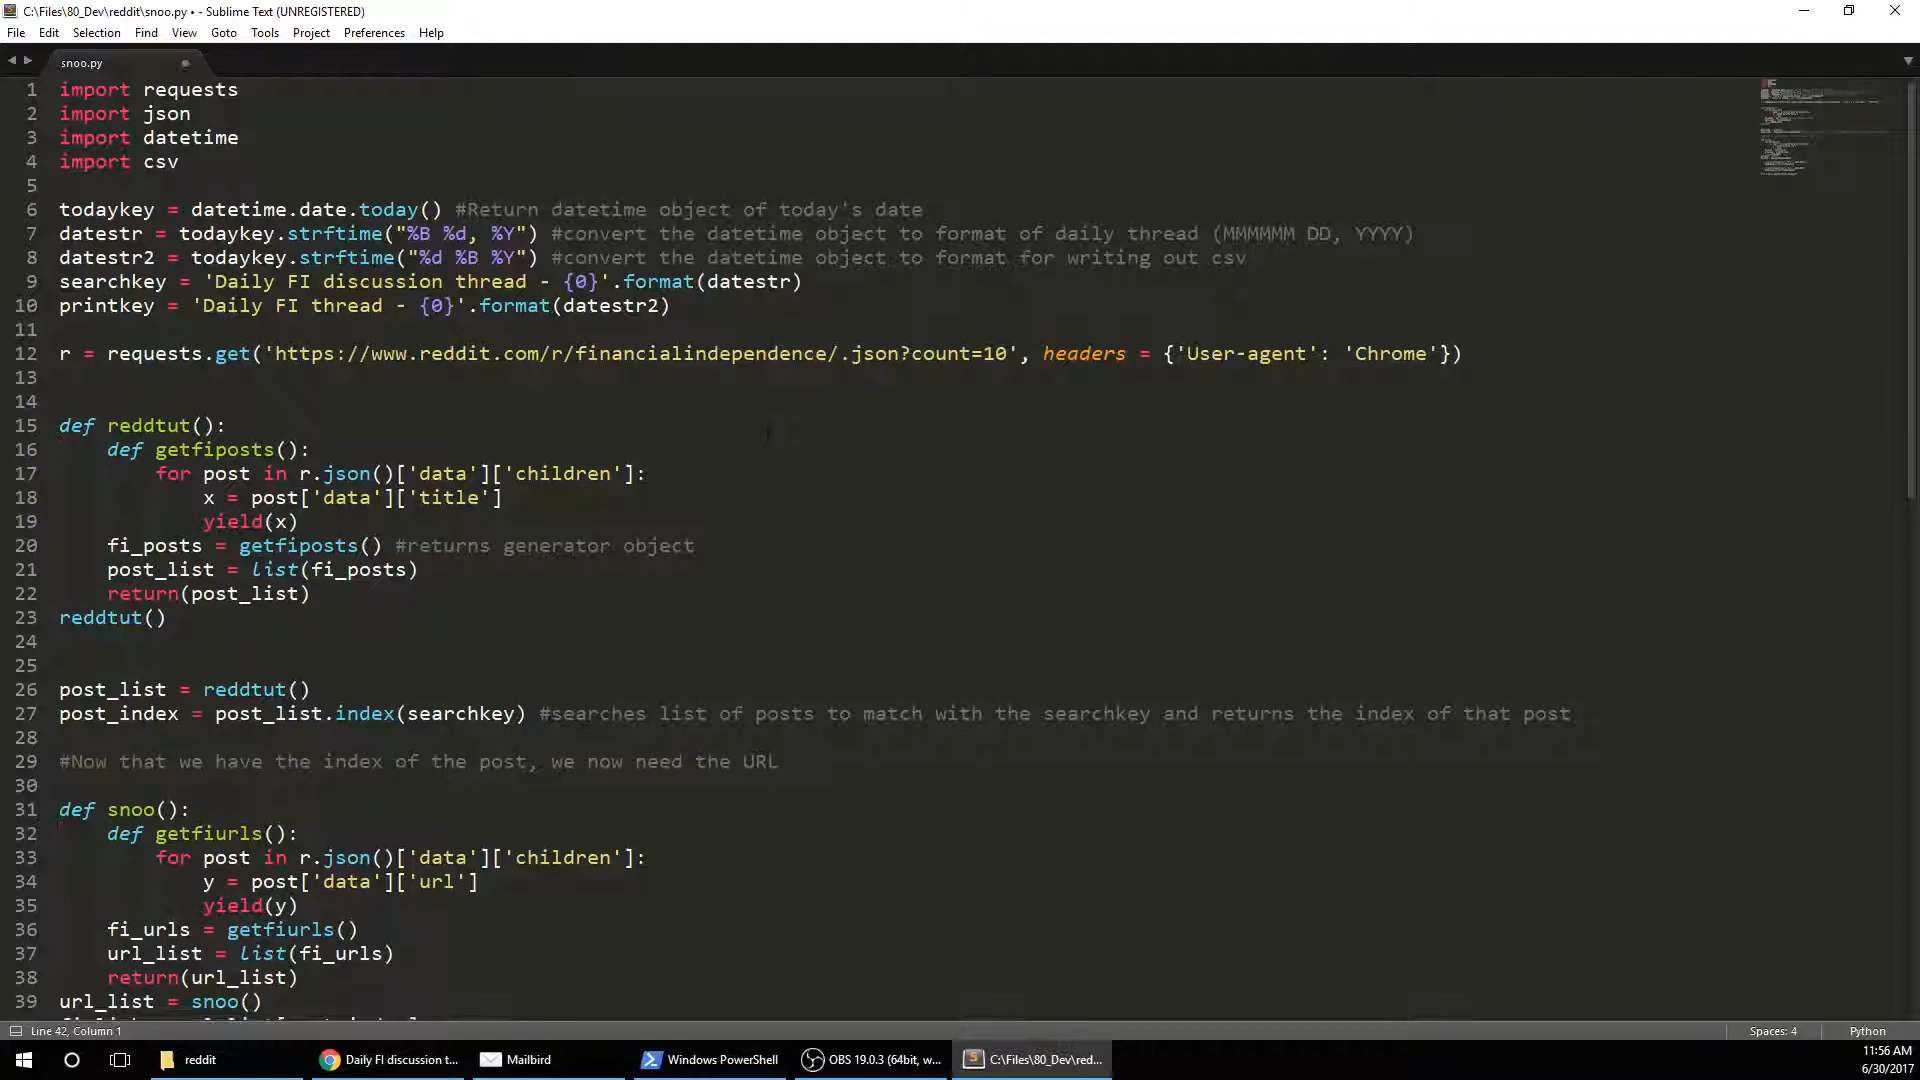 C:\Files\80_Dev\reddit\snoo.py • - Sublime Text (UNREGISTERED)
File Edit Selection Find View Goto Tools Project Preferences Help
snoo.py
1 import requests
2 import json
3 import datetime
4 import csv
5
6 todaykey = datetime.date.today() #Return datetime object of today's date
7 datestr = todaykey.strftime("%B %d, %Y") #convert the datetime object to format of daily thread (MMMMMM DD, YYYY)
8 datestr2 = todaykey.strftime("%d %B %Y") #convert the datetime object to format for writing out csv
9 searchkey = 'Daily FI discussion thread - {0}'.format(datestr)
10 printkey = 'Daily FI thread - {0}'.format(datestr2)
11
12 r = requests.get('https://www.reddit.com/r/financialindependence/.json?count=10', headers = {'User-agent': 'Chrome'})
13
14
15 def reddtut():
16     def getfiposts():
17         for post in r.json()['data']['children']:
18             x = post['data']['title']
19             yield(x)
20     fi_posts = getfiposts() #returns generator object
21     post_list = list(fi_posts)
22     return(post_list)
23 reddtut()
24
25
26 post_list = reddtut()
27 post_index = post_list.index(searchkey) #searches list of posts to match with the searchkey and returns the index of that post
28
29 #Now that we have the index of the post, we now need the URL
30
31 def snoo():
32     def getfiurls():
33         for post in r.json()['data']['children']:
34             y = post['data']['url']
35             yield(y)
36     fi_urls = getfiurls()
37     url_list = list(fi_urls)
38     return(url_list)
39 url_list = snoo()
Line 42, Column 1 Spaces: 4 Python
reddit Daily FI discussion t... Mailbird Windows PowerShell OBS 19.0.3 (64bit, w... C:\Files\80_Dev\red... 11:56 AM
6/30/2017